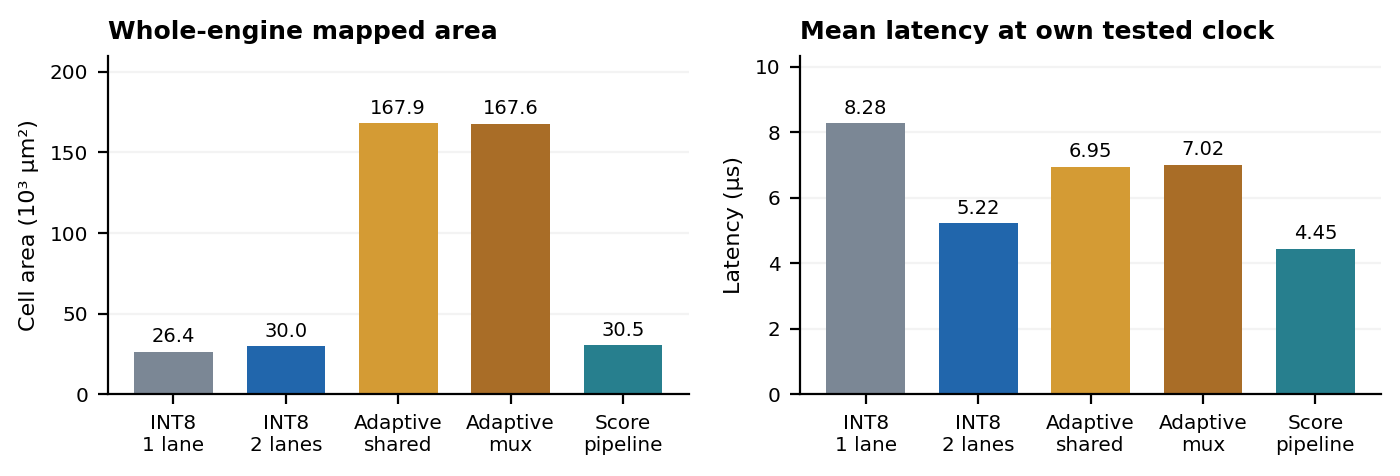 Whole-engine mapped area
Cell area (10³ µm²)
200
150
100
50
0
26.4
30.0
167.9
167.6
30.5
INT8
1 lane
INT8
2 lanes
Adaptive
shared
Adaptive
mux
Score
pipeline
Mean latency at own tested clock
Latency (µs)
10
8
6
4
2
0
8.28
5.22
6.95
7.02
4.45
INT8
1 lane
INT8
2 lanes
Adaptive
shared
Adaptive
mux
Score
pipeline